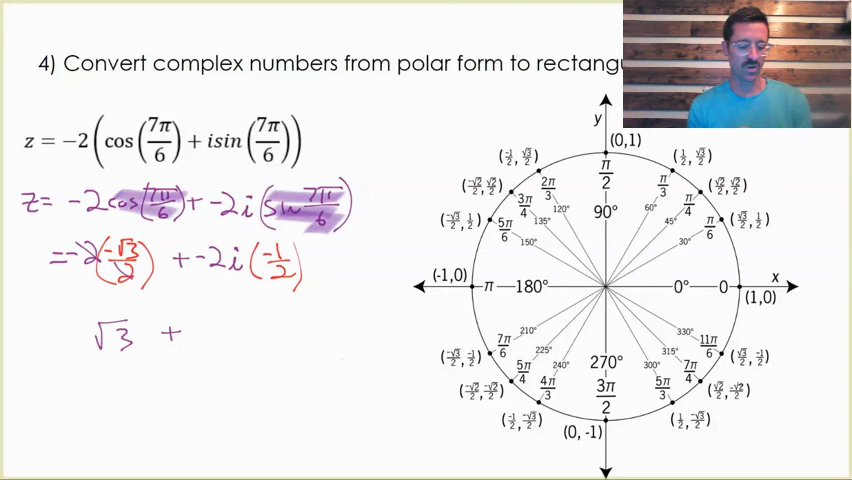 4) Convert complex numbers from polar form to rectangu
z = −2(cos(7π/6) + isin(7π/6))
z = −2cos(7π/6) + −2i(sin 7π/6)
= −2(−√3/2) + −2i(−1/2)
√3 +
y
(0,1)
(−1/2, √3/2) (1/2, √3/2)
π/2
(−√2/2, √2/2) 2π/3 π/3 (√2/2, √2/2)
3π/4 120° 90° 60° π/4
135° 45°
(−√3/2, 1/2) 5π/6 150° 30° π/6 (√3/2, 1/2)
x
(-1,0) π 180° 0° 0 (1,0)
210° 330°
(−√3/2, −1/2) 7π/6 225° 315° 11π/6 (√3/2, −1/2)
5π/4 240° 270° 300° 7π/4
(−√2/2, −√2/2) 4π/3 3π/2 5π/3 (√2/2, −√2/2)
(−1/2, −√3/2) (1/2, −√3/2)
(0, -1)